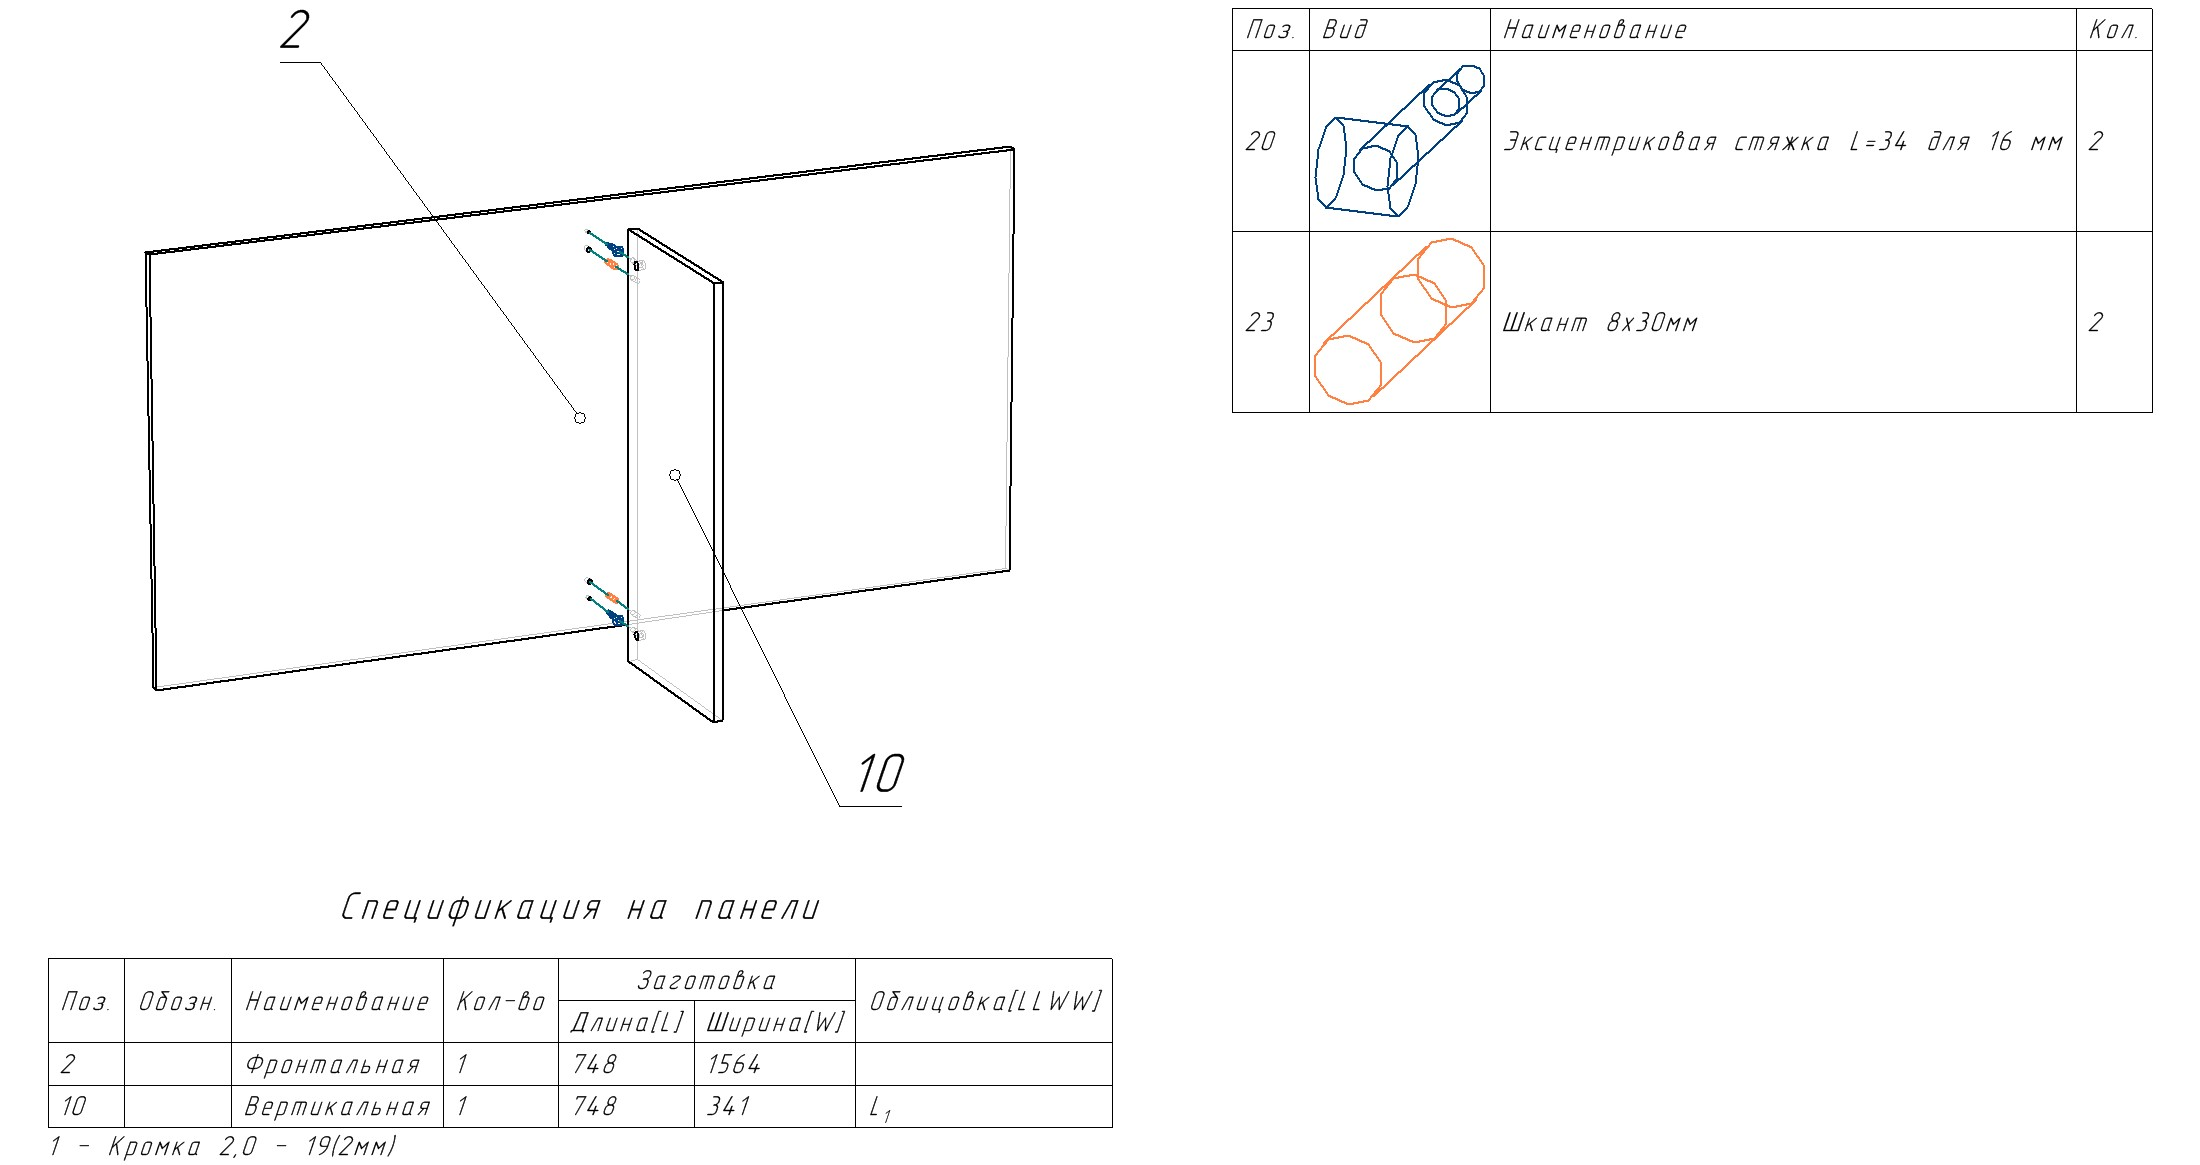 2
10
Поз. Вид Наименование Кол.
20 Эксцентриковая стяжка L=34 для 16 мм 2
23 Шкант 8х30мм 2
Спецификация на панели
Поз. Обозн. Наименование Кол-во Заготовка Облицовка[LLWW]
Длина[L] Ширина[W]
2 Фронтальная 1 748 1564
10 Вертикальная 1 748 341 L1
1 - Кромка 2,0 - 19(2мм)